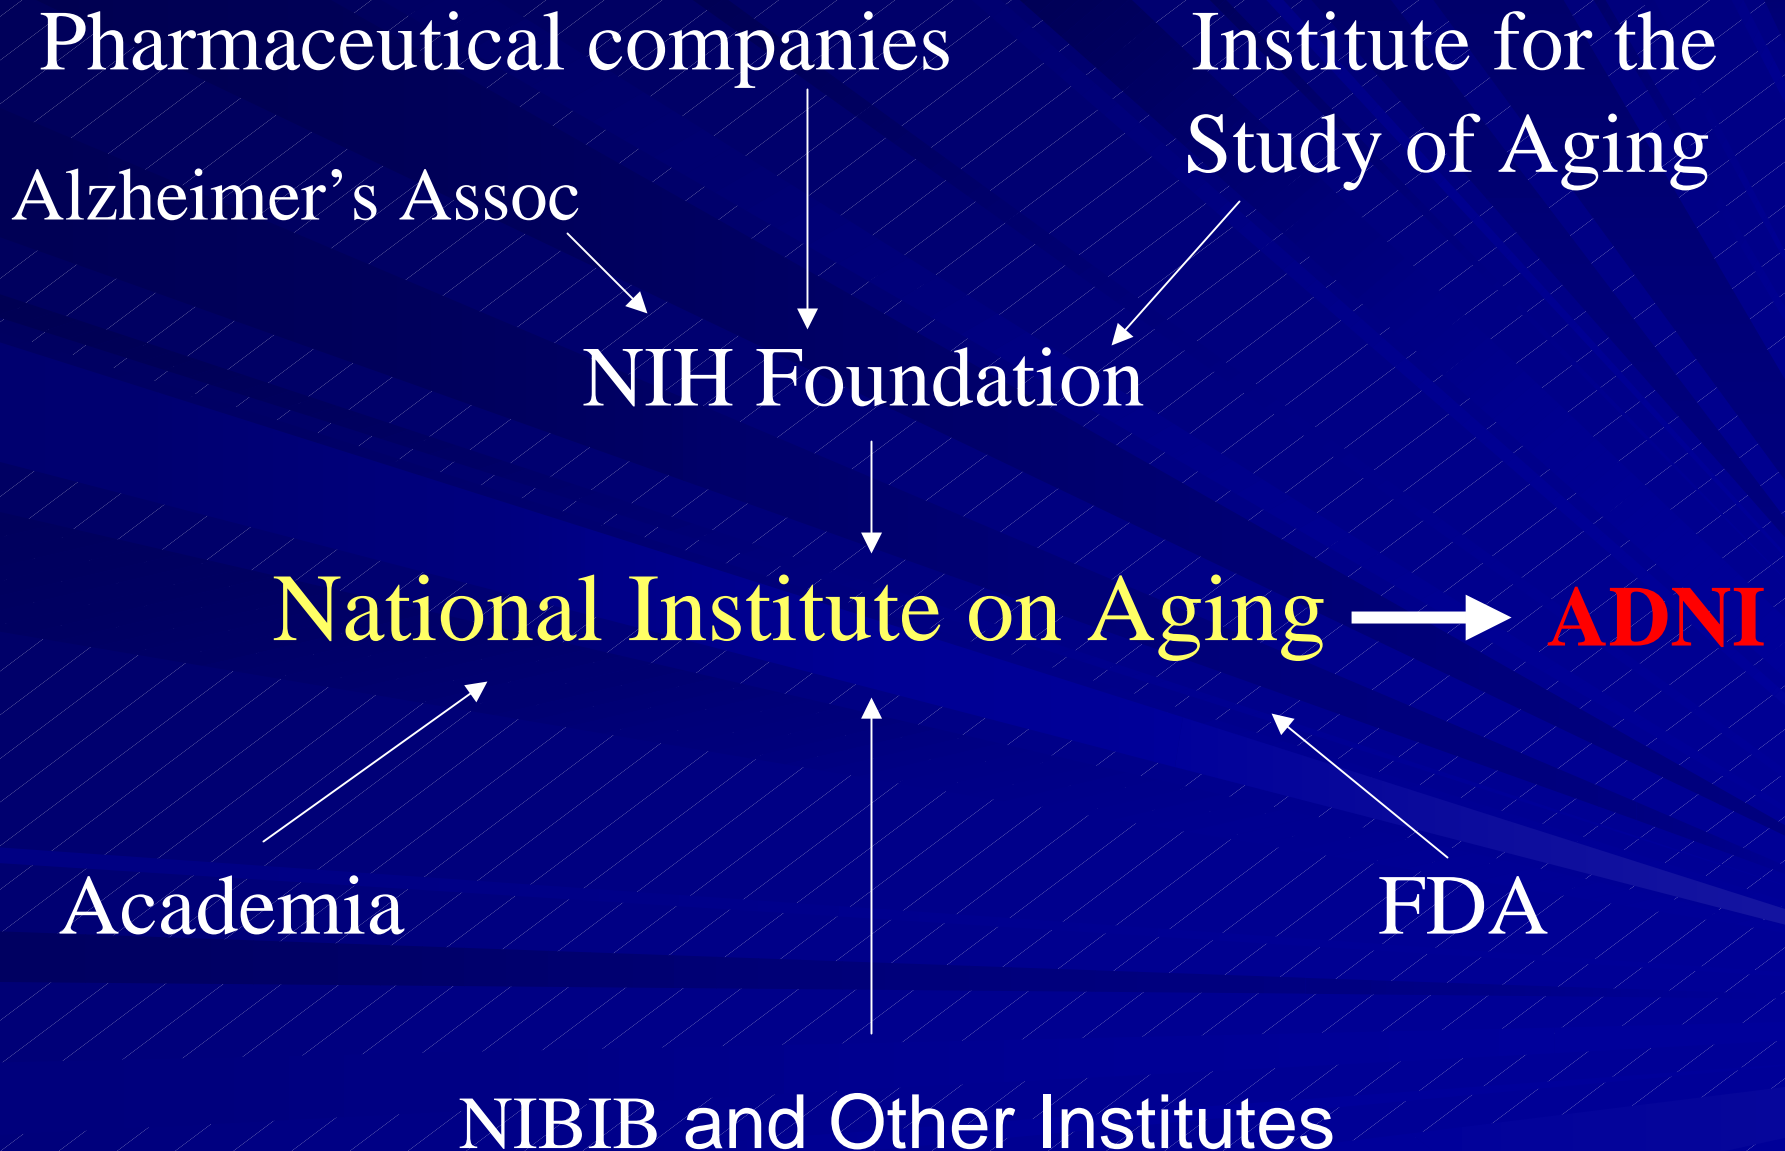 Pharmaceutical companies
Institute for the
Study of Aging
Alzheimer’s Assoc
NIH Foundation
National Institute on Aging
ADNI
Academia
FDA
NIBIB and Other Institutes